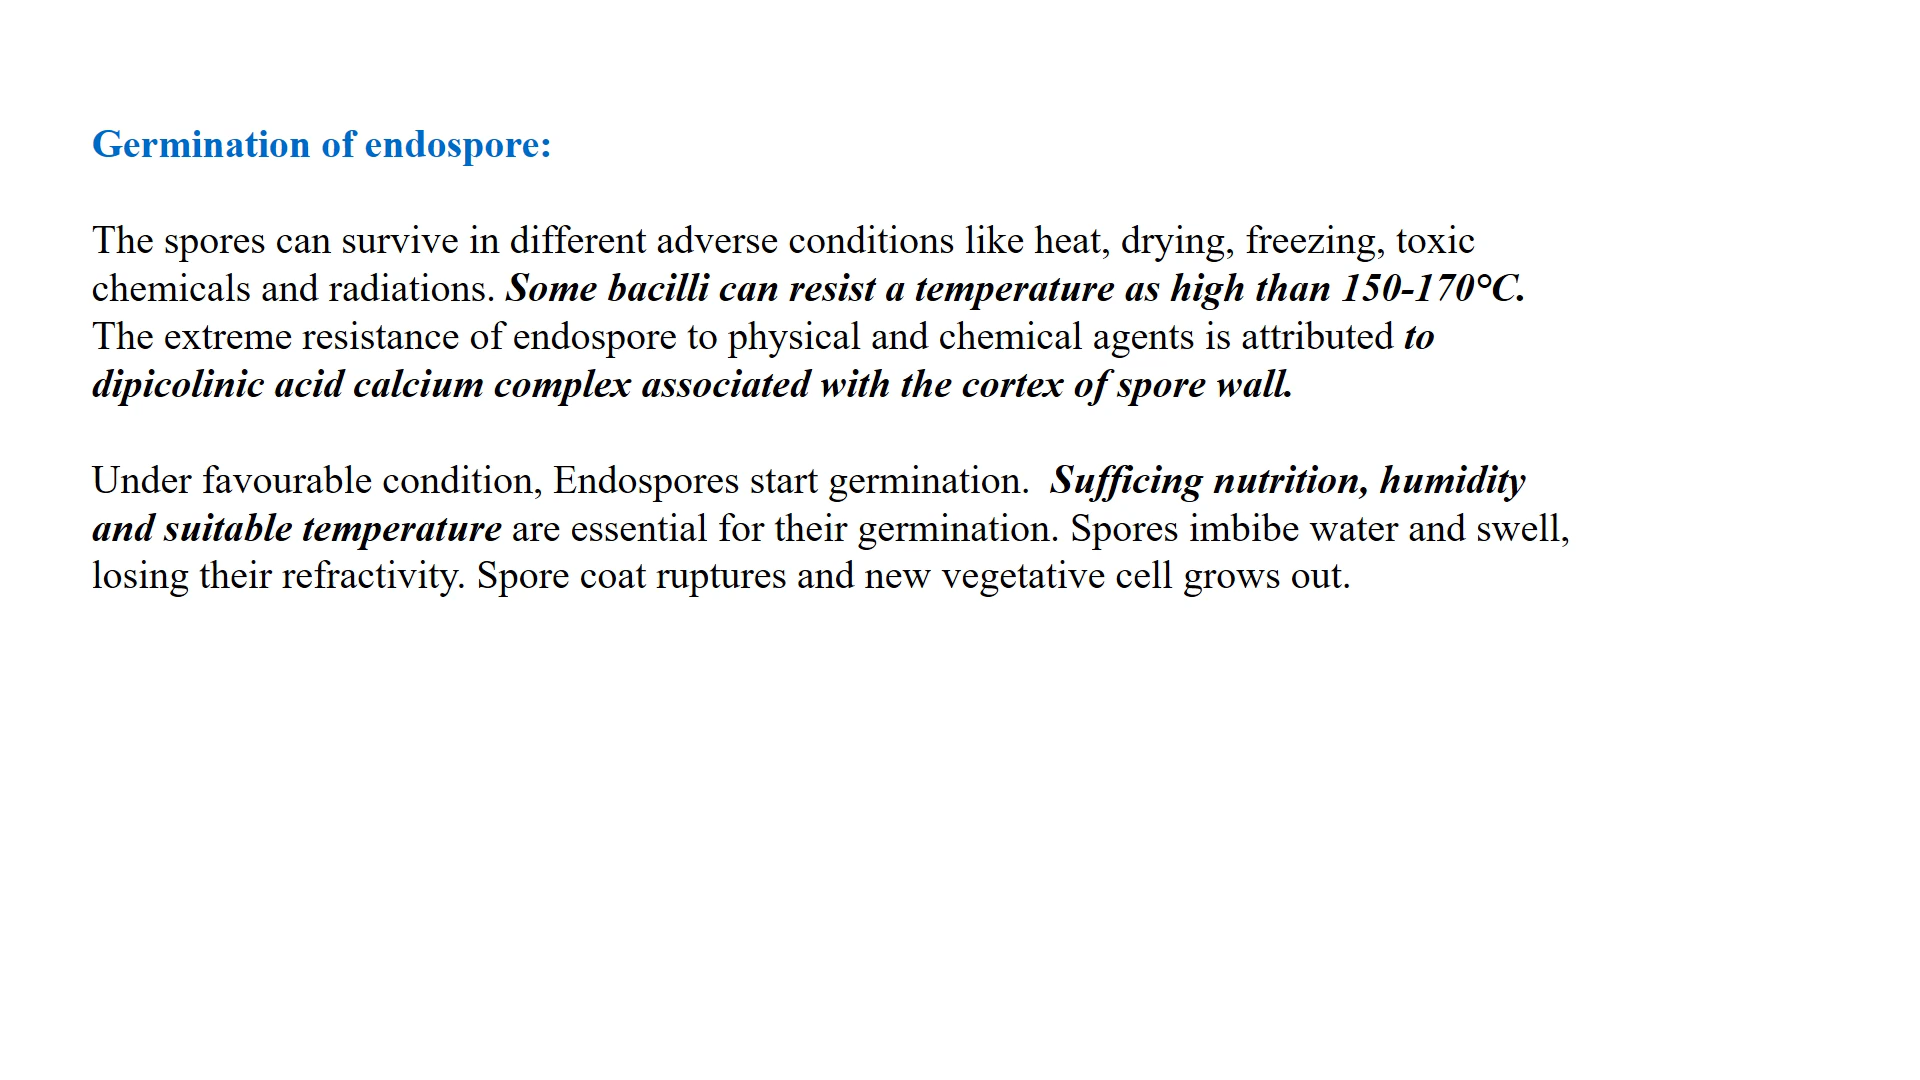 Germination of endospore:
The spores can survive in different adverse conditions like heat, drying, freezing, toxic
chemicals and radiations. Some bacilli can resist a temperature as high than 150-170°C.
The extreme resistance of endospore to physical and chemical agents is attributed to
dipicolinic acid calcium complex associated with the cortex of spore wall.
Under favourable condition, Endospores start germination.  Sufficing nutrition, humidity
and suitable temperature are essential for their germination. Spores imbibe water and swell,
losing their refractivity. Spore coat ruptures and new vegetative cell grows out.